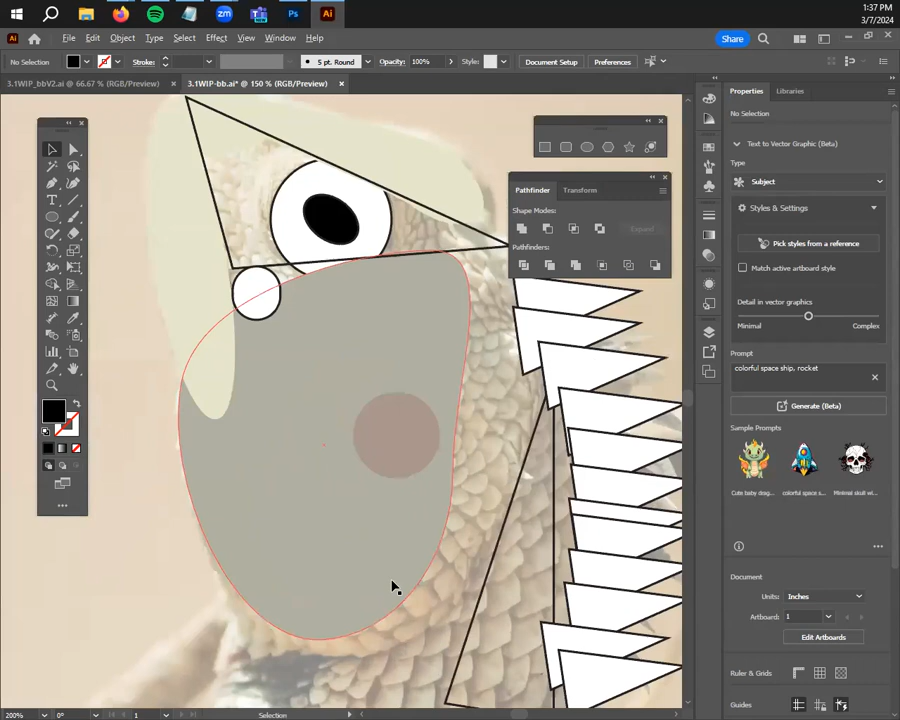 1:37 PM
3/7/2024
zm
Ps
Ai
Ai
File Edit Object Type Select Effect View Window Help
Share
No Selection
Stroke:
5 pt. Round
Opacity: 100%
Style:
Document Setup
Preferences
3.1WIP_bbV2.ai @ 66.67 % (RGB/Preview)
3.1WIP-bb.ai* @ 150 % (RGB/Preview)
Properties
Libraries
No Selection
Text to Vector Graphic (Beta)
Type
Subject
Styles & Settings
Pick styles from a reference
Match active artboard style
Detail in vector graphics
Minimal
Complex
Prompt
colorful space ship, rocket
Generate (Beta)
Sample Prompts
Cute baby drag...
colorful space s...
Minimal skull wi...
Document
Units: Inches
Artboard: 1
Edit Artboards
Ruler & Grids
Guides
Pathfinder
Transform
Shape Modes:
Expand
Pathfinders:
200%
0°
1
Selection